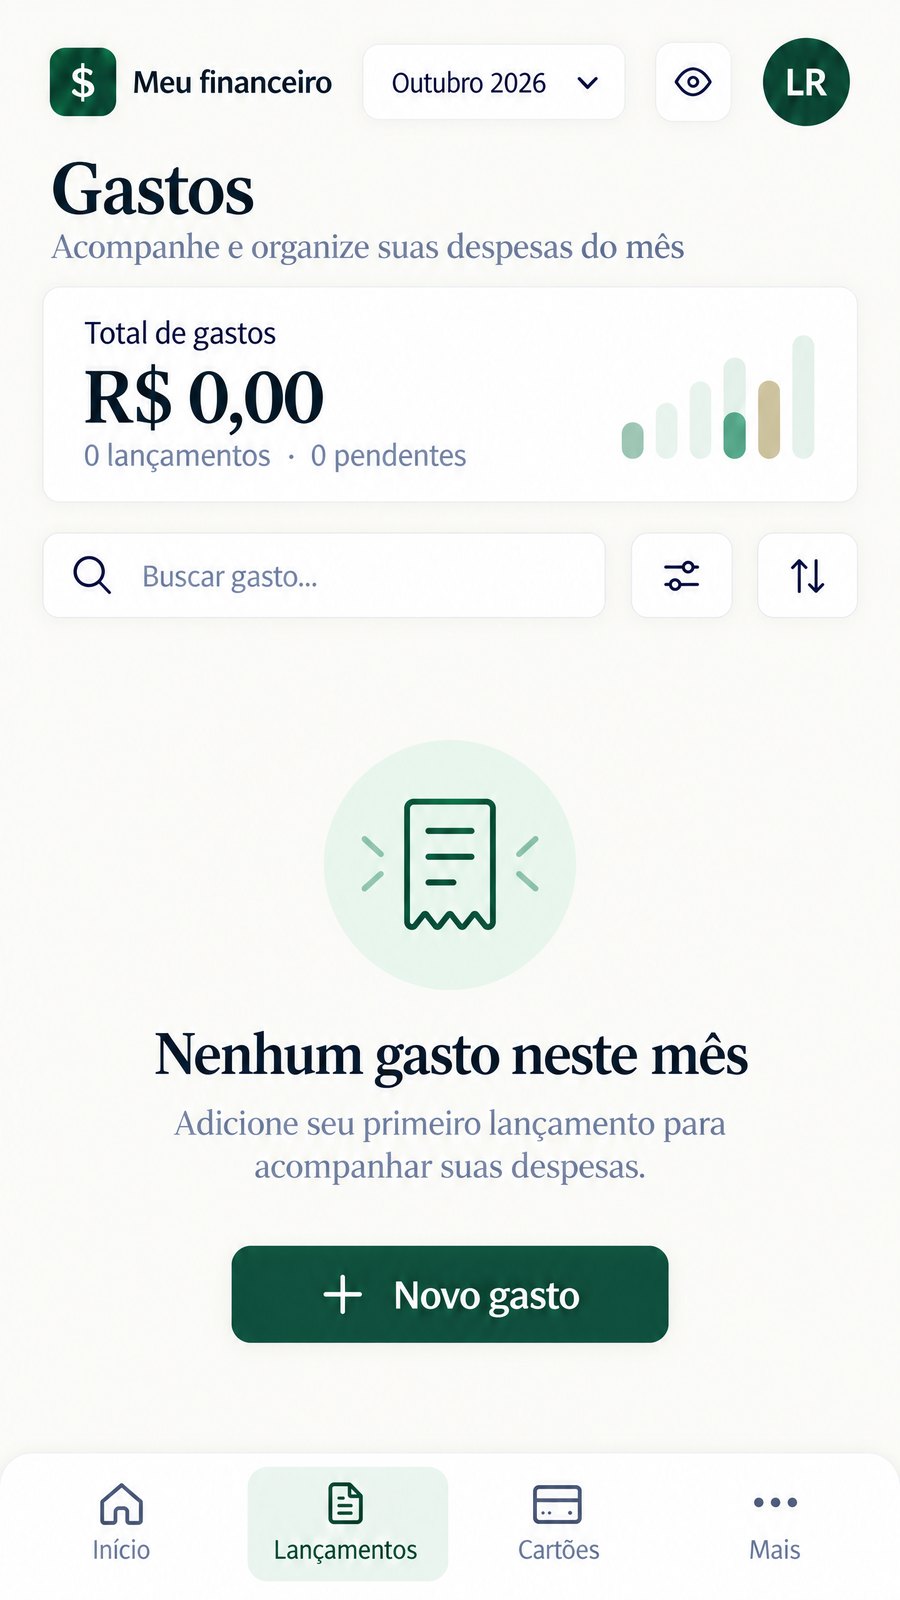 $ Meu financeiro
Outubro 2026
LR
Gastos
Acompanhe e organize suas despesas do mês
Total de gastos
R$ 0,00
0 lançamentos · 0 pendentes
Buscar gasto...
Nenhum gasto neste mês
Adicione seu primeiro lançamento para
acompanhar suas despesas.
+ Novo gasto
Início
Lançamentos
Cartões
Mais